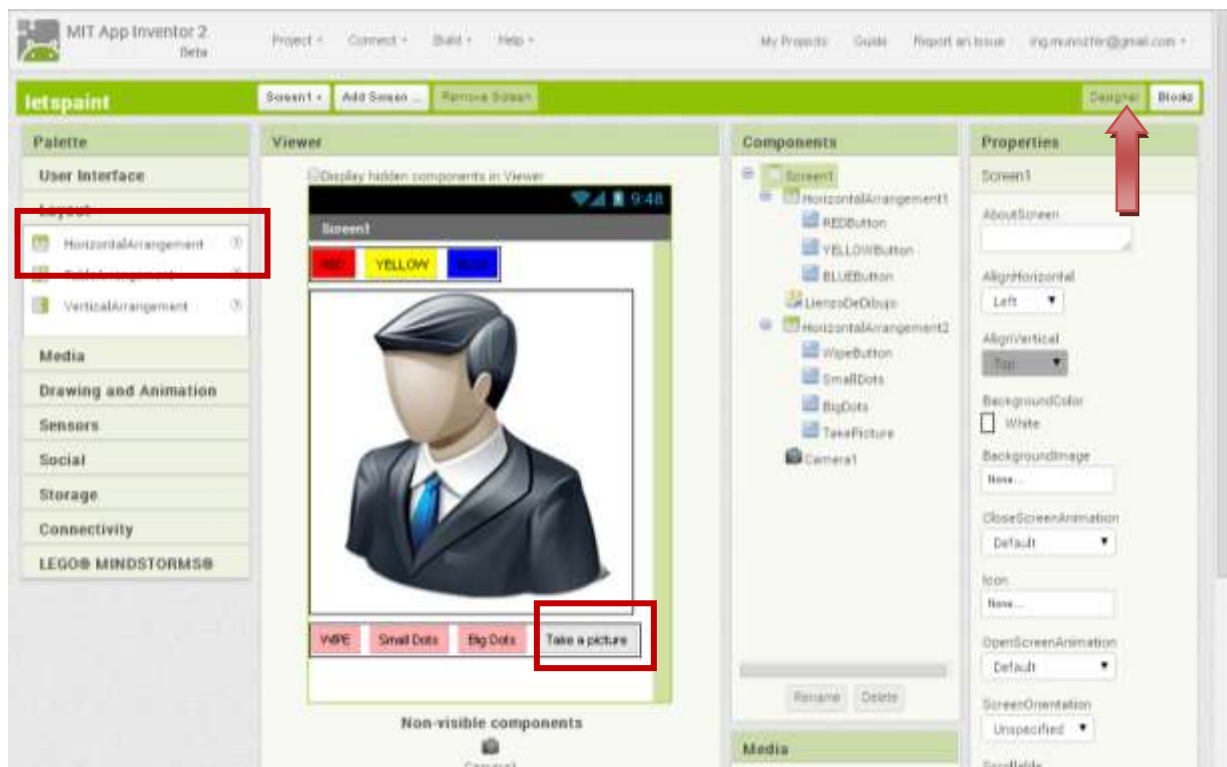 MIT App Inventor 2
Beta
Project Connect Build Help
My Projects Guide Report an Issue ing.munozfer@gmail.com
letspaint
Screen1 Add Screen ... Remove Screen
Designer Blocks
Palette
User Interface
Layout
HorizontalArrangement
TableArrangement
VerticalArrangement
Media
Drawing and Animation
Sensors
Social
Storage
Connectivity
LEGO® MINDSTORMS®
Viewer
Display hidden components in Viewer
9:48
Screen1
RED YELLOW BLUE
WIPE Small Dots Big Dots Take a picture
Non-visible components
Camera1
Components
Screen1
HorizontalArrangement1
REDButton
YELLOWButton
BLUEButton
LienzoDeDibujo
HorizontalArrangement2
WipeButton
SmallDots
BigDots
TakePicture
Camera1
Rename Delete
Media
Properties
Screen1
AboutScreen
AlignHorizontal
Left
AlignVertical
Top
BackgroundColor
White
BackgroundImage
None...
CloseScreenAnimation
Default
Icon
None...
OpenScreenAnimation
Default
ScreenOrientation
Unspecified
Scrollable